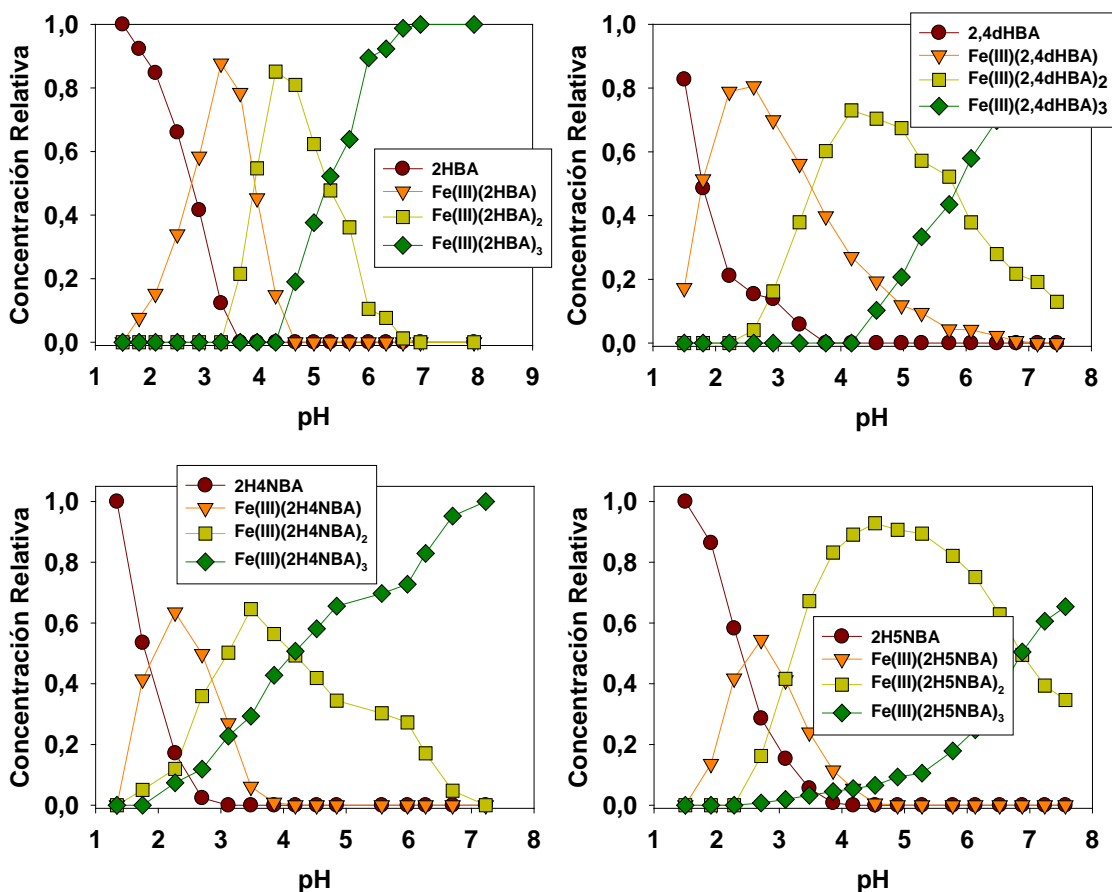 Concentración Relativa
1,0
0,8
0,6
0,4
0,2
0,0
2HBA
Fe(III)(2HBA)
Fe(III)(2HBA)2
Fe(III)(2HBA)3
1 2 3 4 5 6 7 8 9
pH
Concentración Relativa
1,0
0,8
0,6
0,4
0,2
0,0
2,4dHBA
Fe(III)(2,4dHBA)
Fe(III)(2,4dHBA)2
Fe(III)(2,4dHBA)3
1 2 3 4 5 6 7 8
pH
Concentración Relativa
1,0
0,8
0,6
0,4
0,2
0,0
2H4NBA
Fe(III)(2H4NBA)
Fe(III)(2H4NBA)2
Fe(III)(2H4NBA)3
1 2 3 4 5 6 7 8
pH
Concentración Relativa
1,0
0,8
0,6
0,4
0,2
0,0
2H5NBA
Fe(III)(2H5NBA)
Fe(III)(2H5NBA)2
Fe(III)(2H5NBA)3
1 2 3 4 5 6 7 8
pH